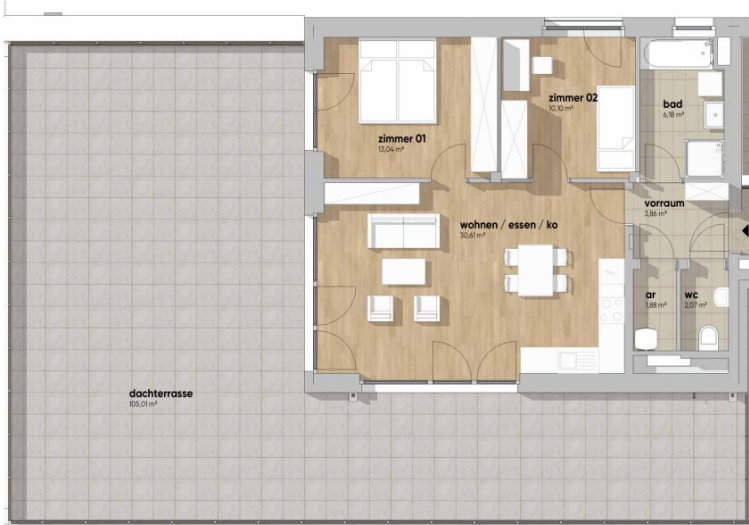 zimmer 01
13,04 m²
zimmer 02
10,10 m²
bad
6,18 m²
vorraum
3,86 m²
wohnen / essen / ko
30,61 m²
ar
1,88 m²
wc
2,07 m²
dachterrasse
105,01 m²